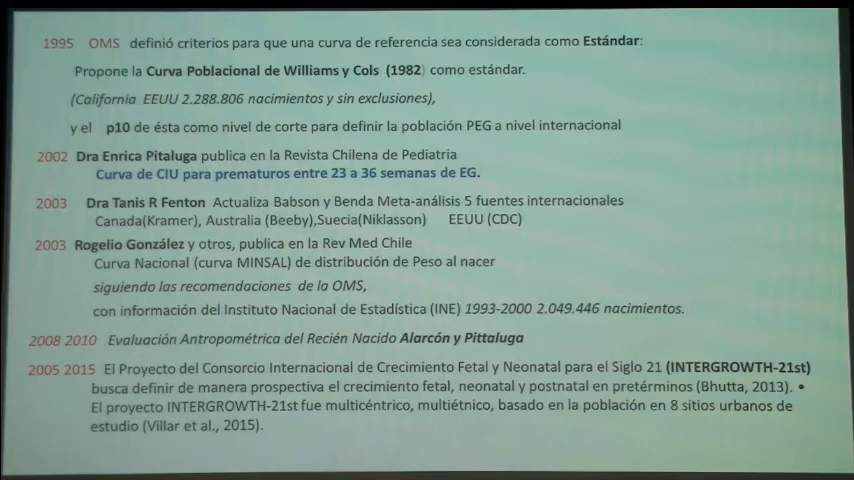 1995 OMS definió criterios para que una curva de referencia sea considerada como Estándar:
Propone la Curva Poblacional de Williams y Cols (1982) como estándar.
(California EEUU 2.288.806 nacimientos y sin exclusiones),
y el p10 de ésta como nivel de corte para definir la población PEG a nivel internacional
2002 Dra Enrica Pitaluga publica en la Revista Chilena de Pediatria
Curva de CIU para prematuros entre 23 a 36 semanas de EG.
2003 Dra Tanis R Fenton Actualiza Babson y Benda Meta-análisis 5 fuentes internacionales
Canada(Kramer), Australia (Beeby),Suecia(Niklasson) EEUU (CDC)
2003 Rogelio González y otros, publica en la Rev Med Chile
Curva Nacional (curva MINSAL) de distribución de Peso al nacer
siguiendo las recomendaciones de la OMS,
con información del Instituto Nacional de Estadística (INE) 1993-2000 2.049.446 nacimientos.
2008 2010 Evaluación Antropométrica del Recién Nacido Alarcón y Pittaluga
2005 2015 El Proyecto del Consorcio Internacional de Crecimiento Fetal y Neonatal para el Siglo 21 (INTERGROWTH-21st)
busca definir de manera prospectiva el crecimiento fetal, neonatal y postnatal en pretérminos (Bhutta, 2013). •
El proyecto INTERGROWTH-21st fue multicéntrico, multiétnico, basado en la población en 8 sitios urbanos de
estudio (Villar et al., 2015).